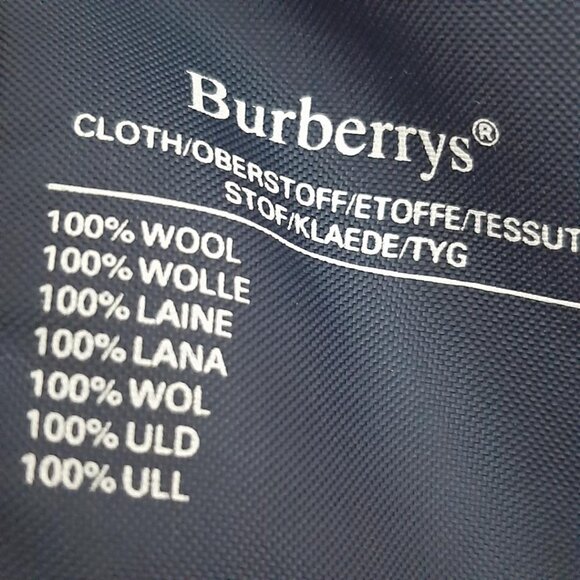 Burberrys®
CLOTH/OBERSTOFF/ETOFFE/TESSUT
STOF/KLAEDE/TYG
100% WOOL
100% WOLLE
100% LAINE
100% LANA
100% WOL
100% ULD
100% ULL